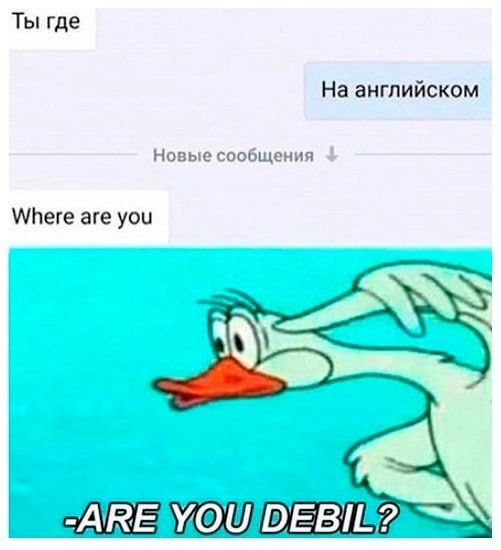 Ты где
На английском
Новые сообщения
Where are you
-ARE YOU DEBIL?